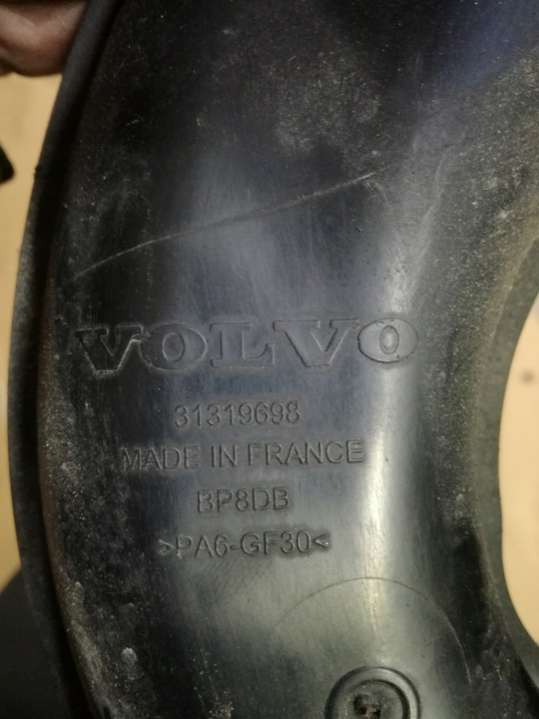 VOLVO
31319698
MADE IN FRANCE
BP8DB
>PA6-GF30<